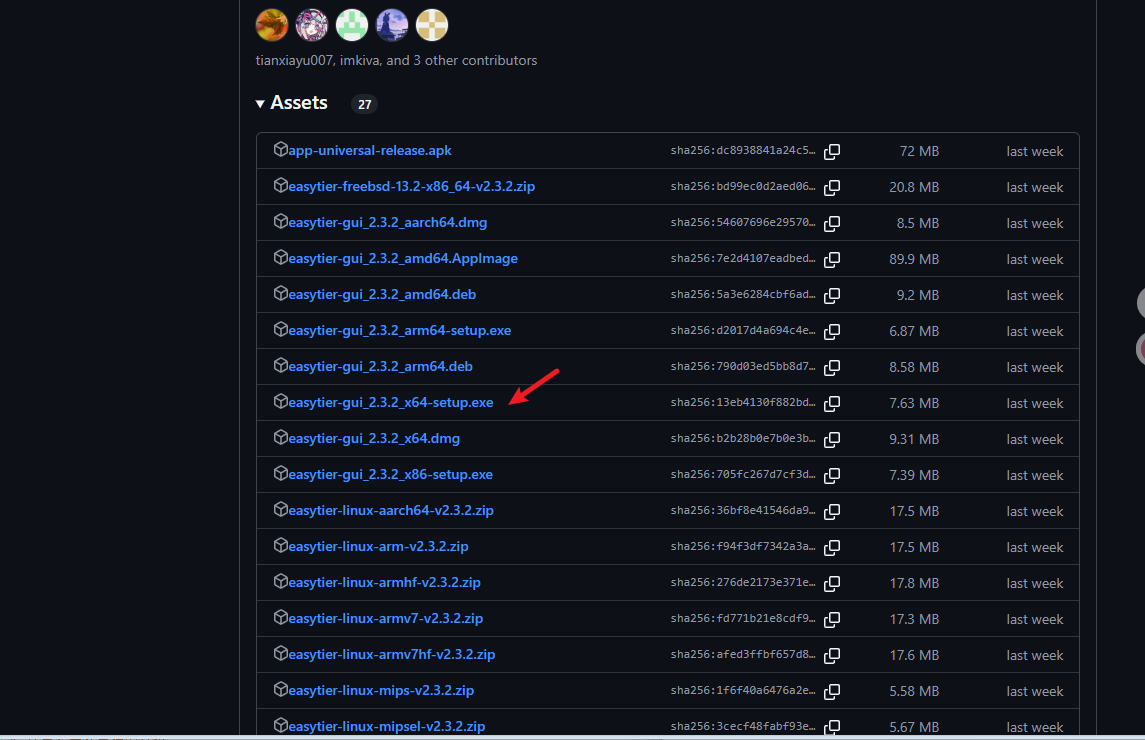 tianxiayu007, imkiva, and 3 other contributors
Assets 27
app-universal-release.apk sha256:dc8938841a24c5… 72 MB last week
easytier-freebsd-13.2-x86_64-v2.3.2.zip sha256:bd99ec0d2aed06… 20.8 MB last week
easytier-gui_2.3.2_aarch64.dmg sha256:54607696e29570… 8.5 MB last week
easytier-gui_2.3.2_amd64.AppImage sha256:7e2d4107eadbed… 89.9 MB last week
easytier-gui_2.3.2_amd64.deb sha256:5a3e6284cbf6ad… 9.2 MB last week
easytier-gui_2.3.2_arm64-setup.exe sha256:d2017d4a694c4e… 6.87 MB last week
easytier-gui_2.3.2_arm64.deb sha256:790d03ed5bb8d7… 8.58 MB last week
easytier-gui_2.3.2_x64-setup.exe sha256:13eb4130f882bd… 7.63 MB last week
easytier-gui_2.3.2_x64.dmg sha256:b2b28b0e7b0e3b… 9.31 MB last week
easytier-gui_2.3.2_x86-setup.exe sha256:705fc267d7cf3d… 7.39 MB last week
easytier-linux-aarch64-v2.3.2.zip sha256:36bf8e41546da9… 17.5 MB last week
easytier-linux-arm-v2.3.2.zip sha256:f94f3df7342a3a… 17.5 MB last week
easytier-linux-armhf-v2.3.2.zip sha256:276de2173e371e… 17.8 MB last week
easytier-linux-armv7-v2.3.2.zip sha256:fd771b21e8cdf9… 17.3 MB last week
easytier-linux-armv7hf-v2.3.2.zip sha256:afed3ffbf657d8… 17.6 MB last week
easytier-linux-mips-v2.3.2.zip sha256:1f6f40a6476a2e… 5.58 MB last week
easytier-linux-mipsel-v2.3.2.zip sha256:3cecf48fabf93e… 5.67 MB last week